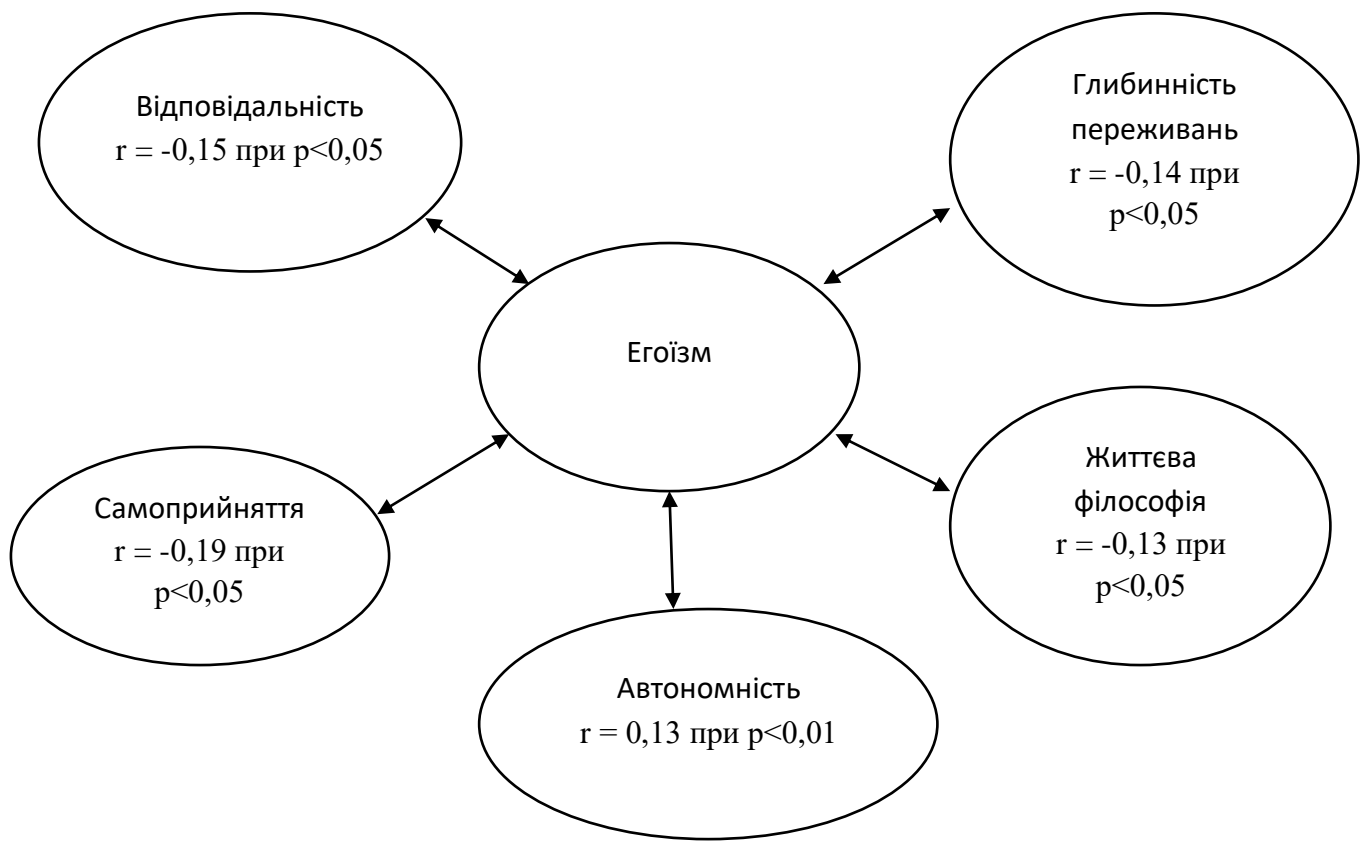 Відповідальність
r = -0,15 при p<0,05
Глибинність
переживань
r = -0,14 при
p<0,05
Егоїзм
Самоприйняття
r = -0,19 при
p<0,05
Життєва
філософія
r = -0,13 при
p<0,05
Автономність
r = 0,13 при p<0,01